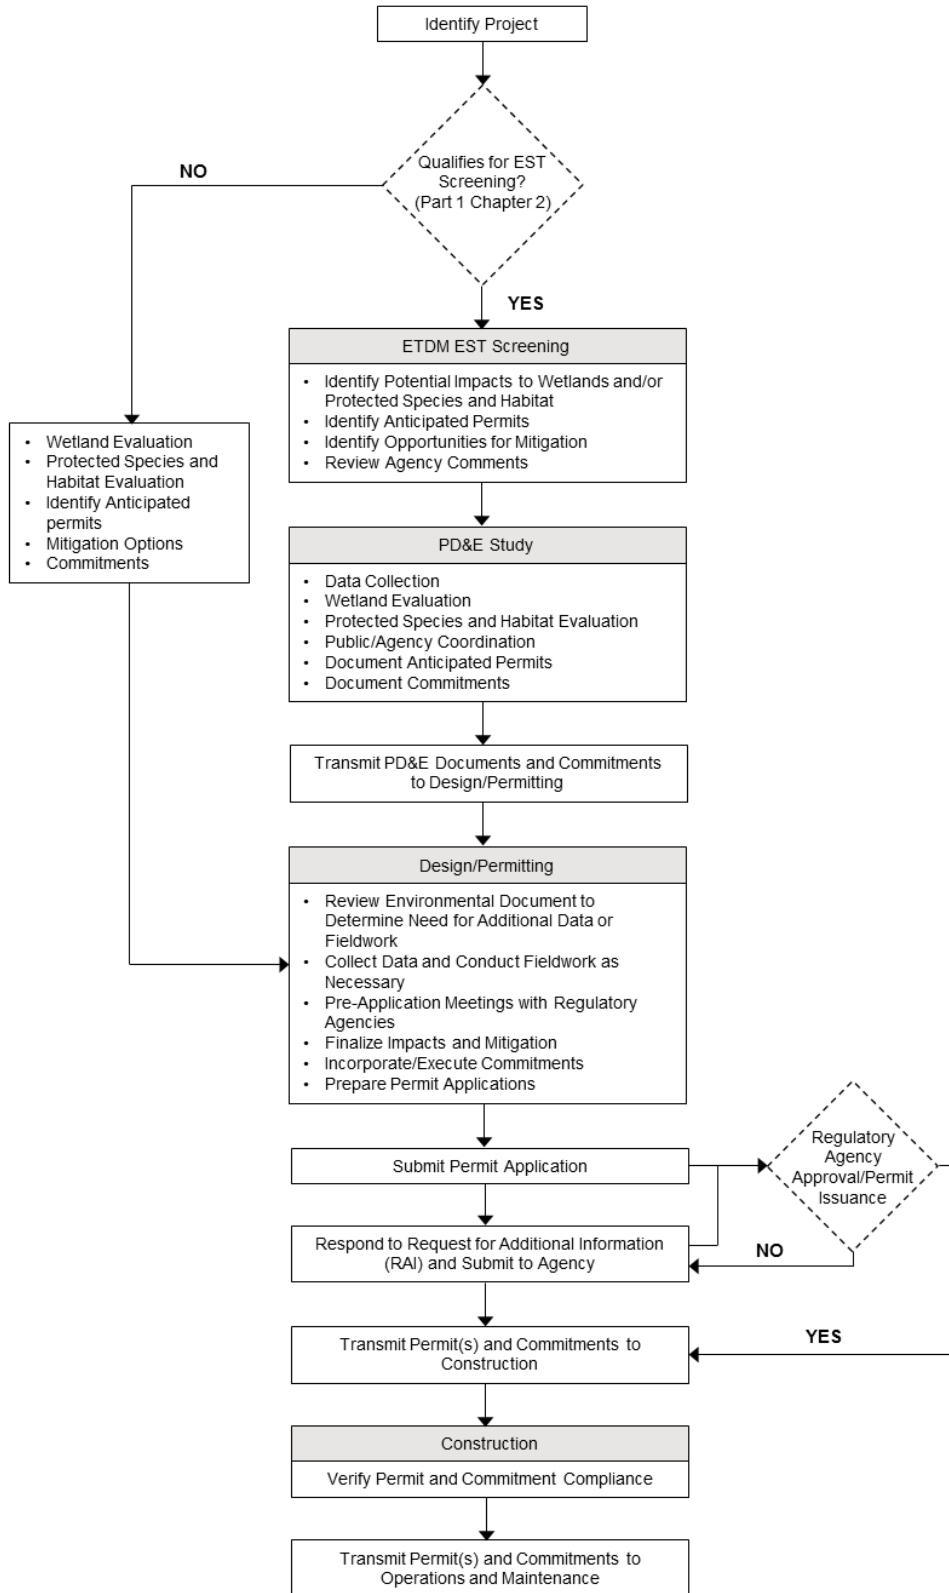 Identify Project
Qualifies for EST
Screening?
(Part 1 Chapter 2)
NO
YES
ETDM EST Screening
• Identify Potential Impacts to Wetlands and/or
Protected Species and Habitat
• Identify Anticipated Permits
• Identify Opportunities for Mitigation
• Review Agency Comments
• Wetland Evaluation
• Protected Species and
Habitat Evaluation
• Identify Anticipated
permits
• Mitigation Options
• Commitments
PD&E Study
• Data Collection
• Wetland Evaluation
• Protected Species and Habitat Evaluation
• Public/Agency Coordination
• Document Anticipated Permits
• Document Commitments
Transmit PD&E Documents and Commitments
to Design/Permitting
Design/Permitting
• Review Environmental Document to
Determine Need for Additional Data or
Fieldwork
• Collect Data and Conduct Fieldwork as
Necessary
• Pre-Application Meetings with Regulatory
Agencies
• Finalize Impacts and Mitigation
• Incorporate/Execute Commitments
• Prepare Permit Applications
Submit Permit Application
Regulatory
Agency
Approval/Permit
Issuance
Respond to Request for Additional Information
(RAI) and Submit to Agency
NO
Transmit Permit(s) and Commitments to
Construction
YES
Construction
Verify Permit and Commitment Compliance
Transmit Permit(s) and Commitments to
Operations and Maintenance